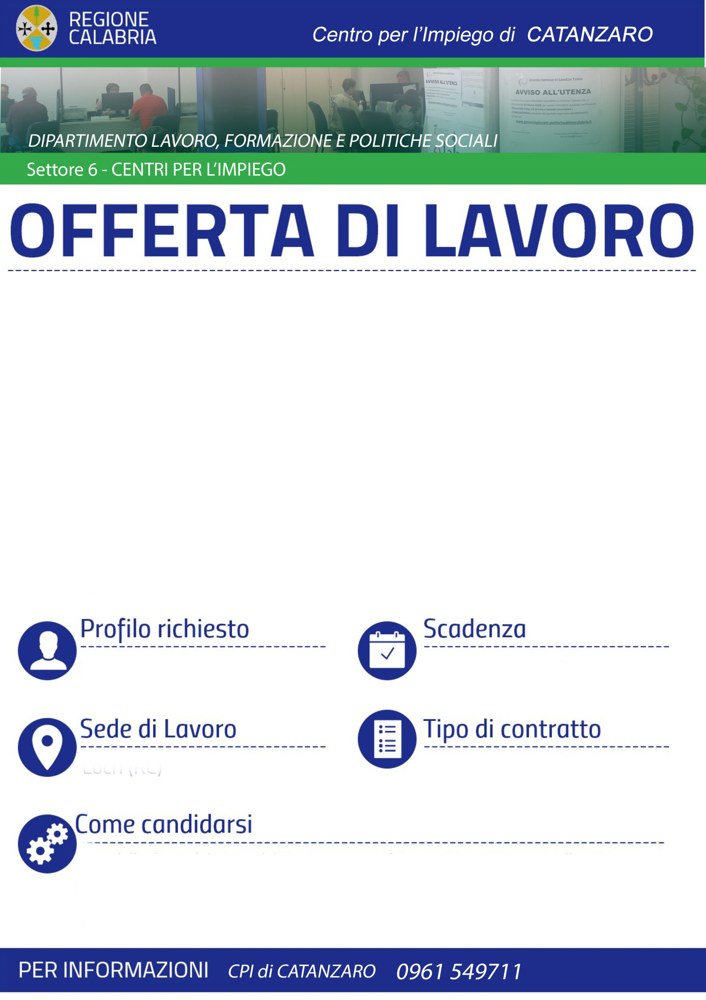 REGIONE
CALABRIA
Centro per l’Impiego di CATANZARO
CENTRO IMPIEGO DI LAMEZIA TERME
AVVISO ALL'UTENZA
AVVISO ALL'UTENZA
www.garanziagiovani.politicheattivecalabria.it
DIPARTIMENTO LAVORO, FORMAZIONE E POLITICHE SOCIALI
Settore 6 - CENTRI PER L’IMPIEGO
OFFERTA DI LAVORO
Profilo richiesto
Scadenza
Sede di Lavoro
Tipo di contratto
Locri (RC)
Come candidarsi
PER INFORMAZIONI CPI di CATANZARO 0961 549711